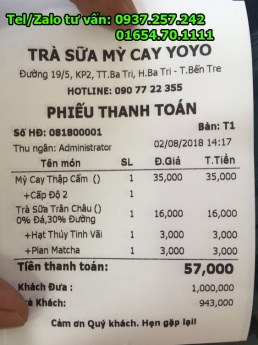 Tel/Zalo tư vấn: 0937.257.242
01654.70.1111
TRÀ SỮA MỲ CAY YOYO
Đường 19/5, KP2, TT.Ba Tri, H.Ba Tri - T.Bến Tre
HOTLINE: 090 77 22 355
PHIẾU THANH TOÁN
Số HĐ: 081800001 Bàn: T1
Thu ngân: Administrator 02/08/2018 14:17
Tên món SL Đ.Giá T.Tiền
Mỳ Cay Thập Cẩm () 1 35,000 35,000
+Cấp Độ 2 1
Trà Sữa Trân Châu () 1 16,000 16,000
0% Đá,30% Đường
+Hạt Thủy Tinh Vãi 1 3,000 3,000
+Plan Matcha 1 3,000 3,000
Tiền thanh toán: 57,000
Khách Đưa : 1,000,000
Khách: 943,000
Cảm ơn Quý khách. Hẹn gặp lại!